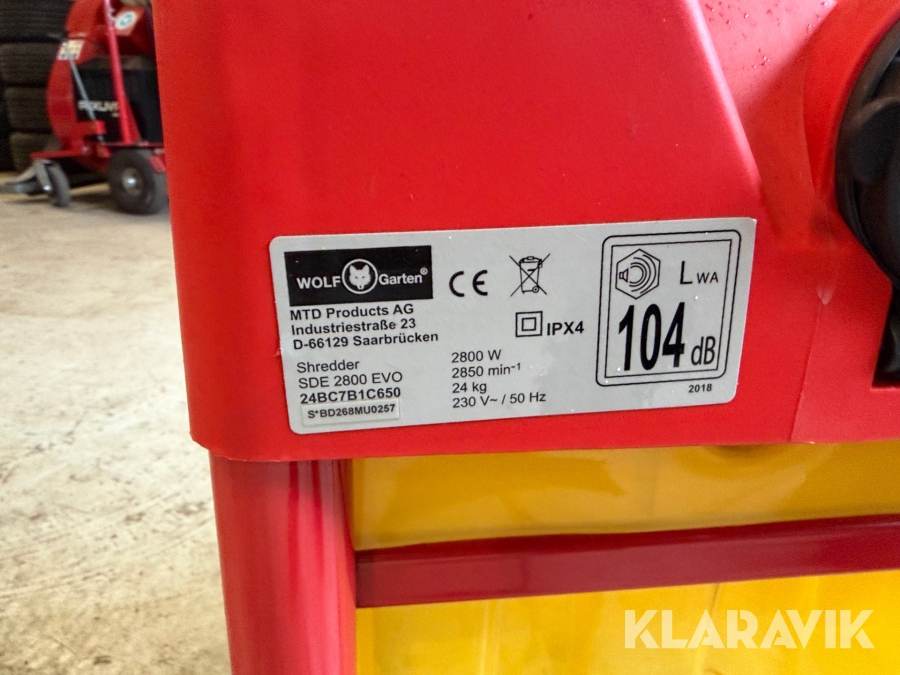 WOLF Garten®
MTD Products AG
Industriestraße 23
D-66129 Saarbrücken
Shredder
SDE 2800 EVO
24BC7B1C650
S*BD268MU0257
CE
IPX4
2800 W
2850 min⁻¹
24 kg
230 V~ / 50 Hz
LWA
104 dB
2018
KLARAVIK